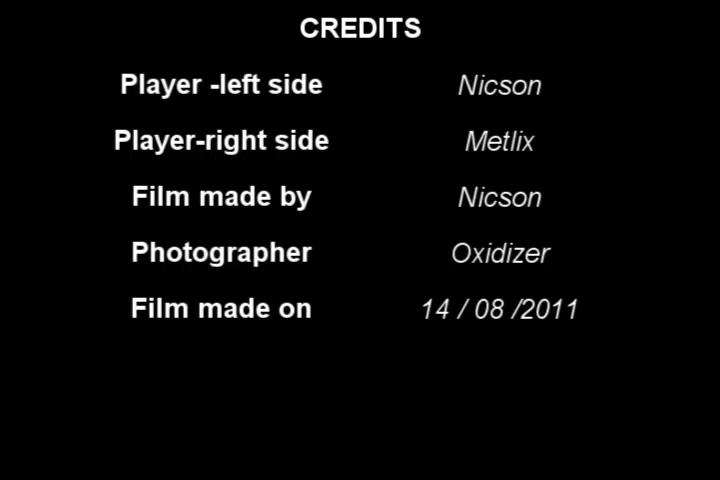 CREDITS
Player -left side Nicson
Player-right side Metlix
Film made by Nicson
Photographer Oxidizer
Film made on 14 / 08 /2011